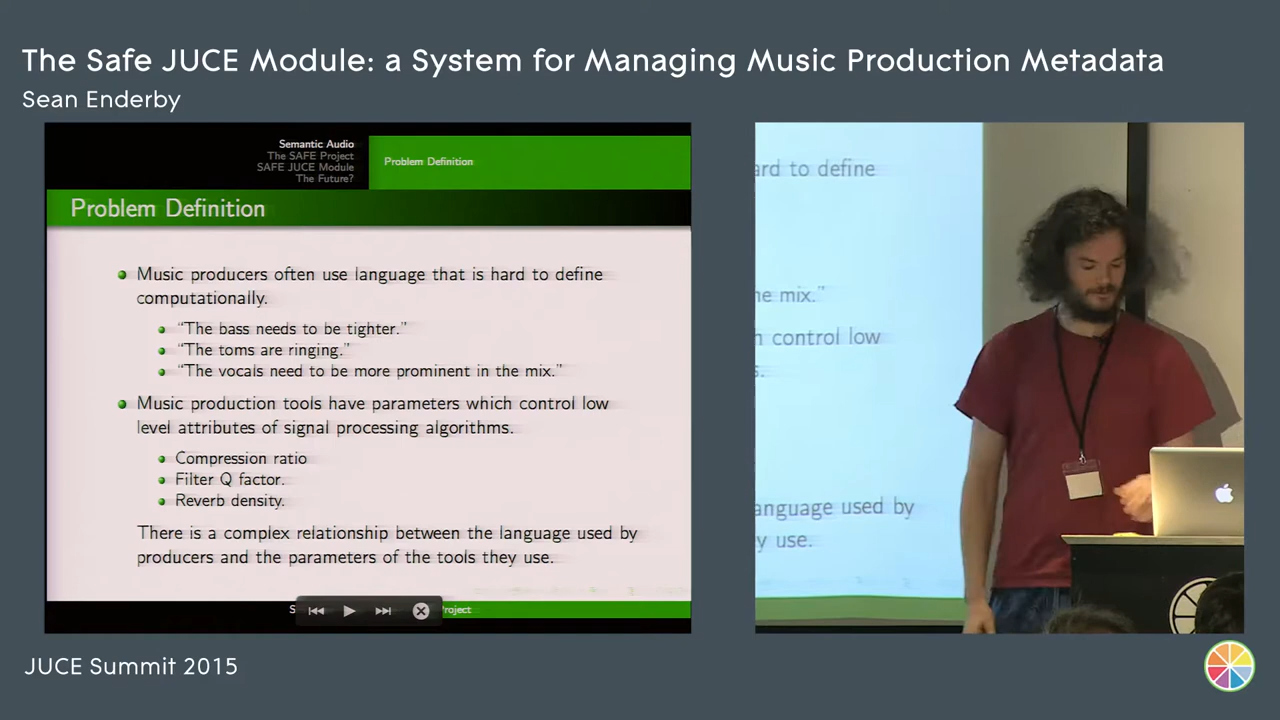 The Safe JUCE Module: a System for Managing Music Production Metadata
Sean Enderby
Semantic Audio
The SAFE Project
SAFE JUCE Module
The Future?
Problem Definition
Problem Definition
Music producers often use language that is hard to define
computationally.
“The bass needs to be tighter.”
“The toms are ringing.”
“The vocals need to be more prominent in the mix.”
Music production tools have parameters which control low
level attributes of signal processing algorithms.
Compression ratio
Filter Q factor.
Reverb density.
There is a complex relationship between the language used by
producers and the parameters of the tools they use.
S
roject
ard to define
he mix.”
h control low
s.
anguage used by
y use.
JUCE Summit 2015